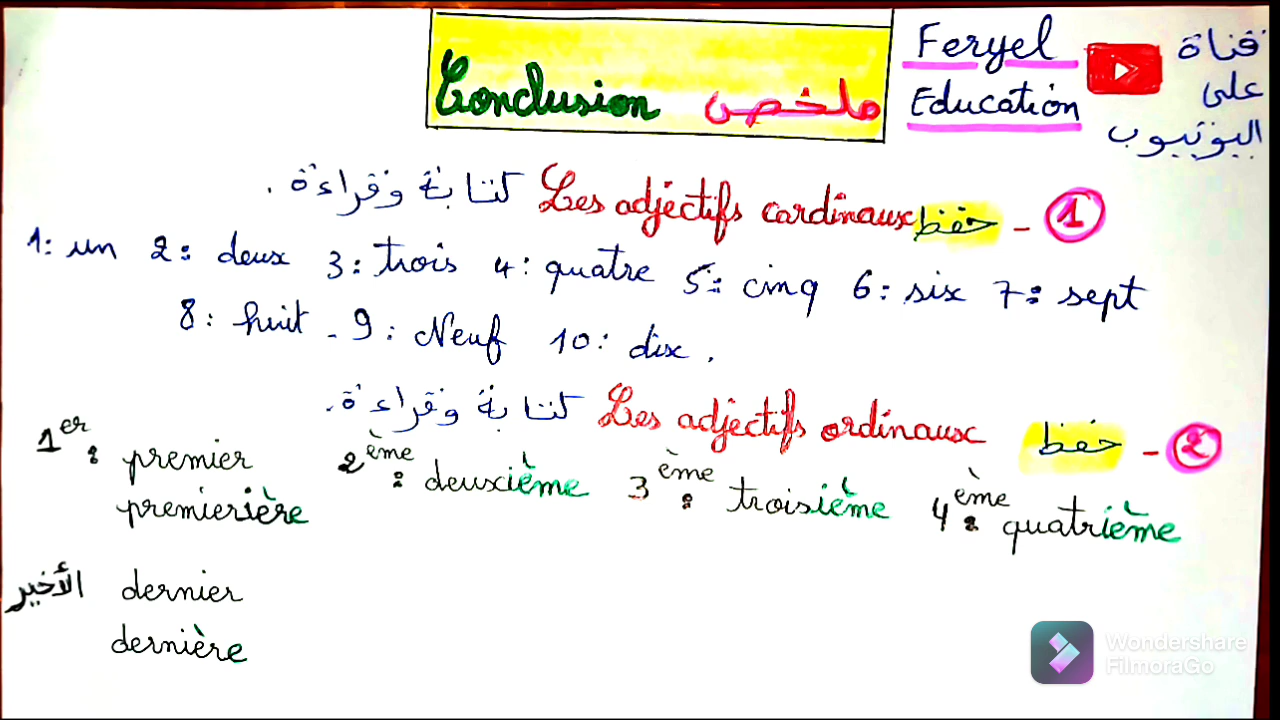 Conclusion ملخص
Feryel
Education
قناة
على
اليوتيوب
1 - حفظ Les adjectifs cardinaux كتابة وقراءة.
1: un 2: deux 3: trois 4: quatre 5: cinq 6: six 7: sept
8: huit - 9: Neuf 10: dix.
2 - حفظ Les adjectifs ordinaux كتابة وقراءة.
1er: premier 2ème: deuxième 3ème: troisième 4ème: quatrième
premierière
الأخير dernier
dernière
Wondershare
FilmoraGo